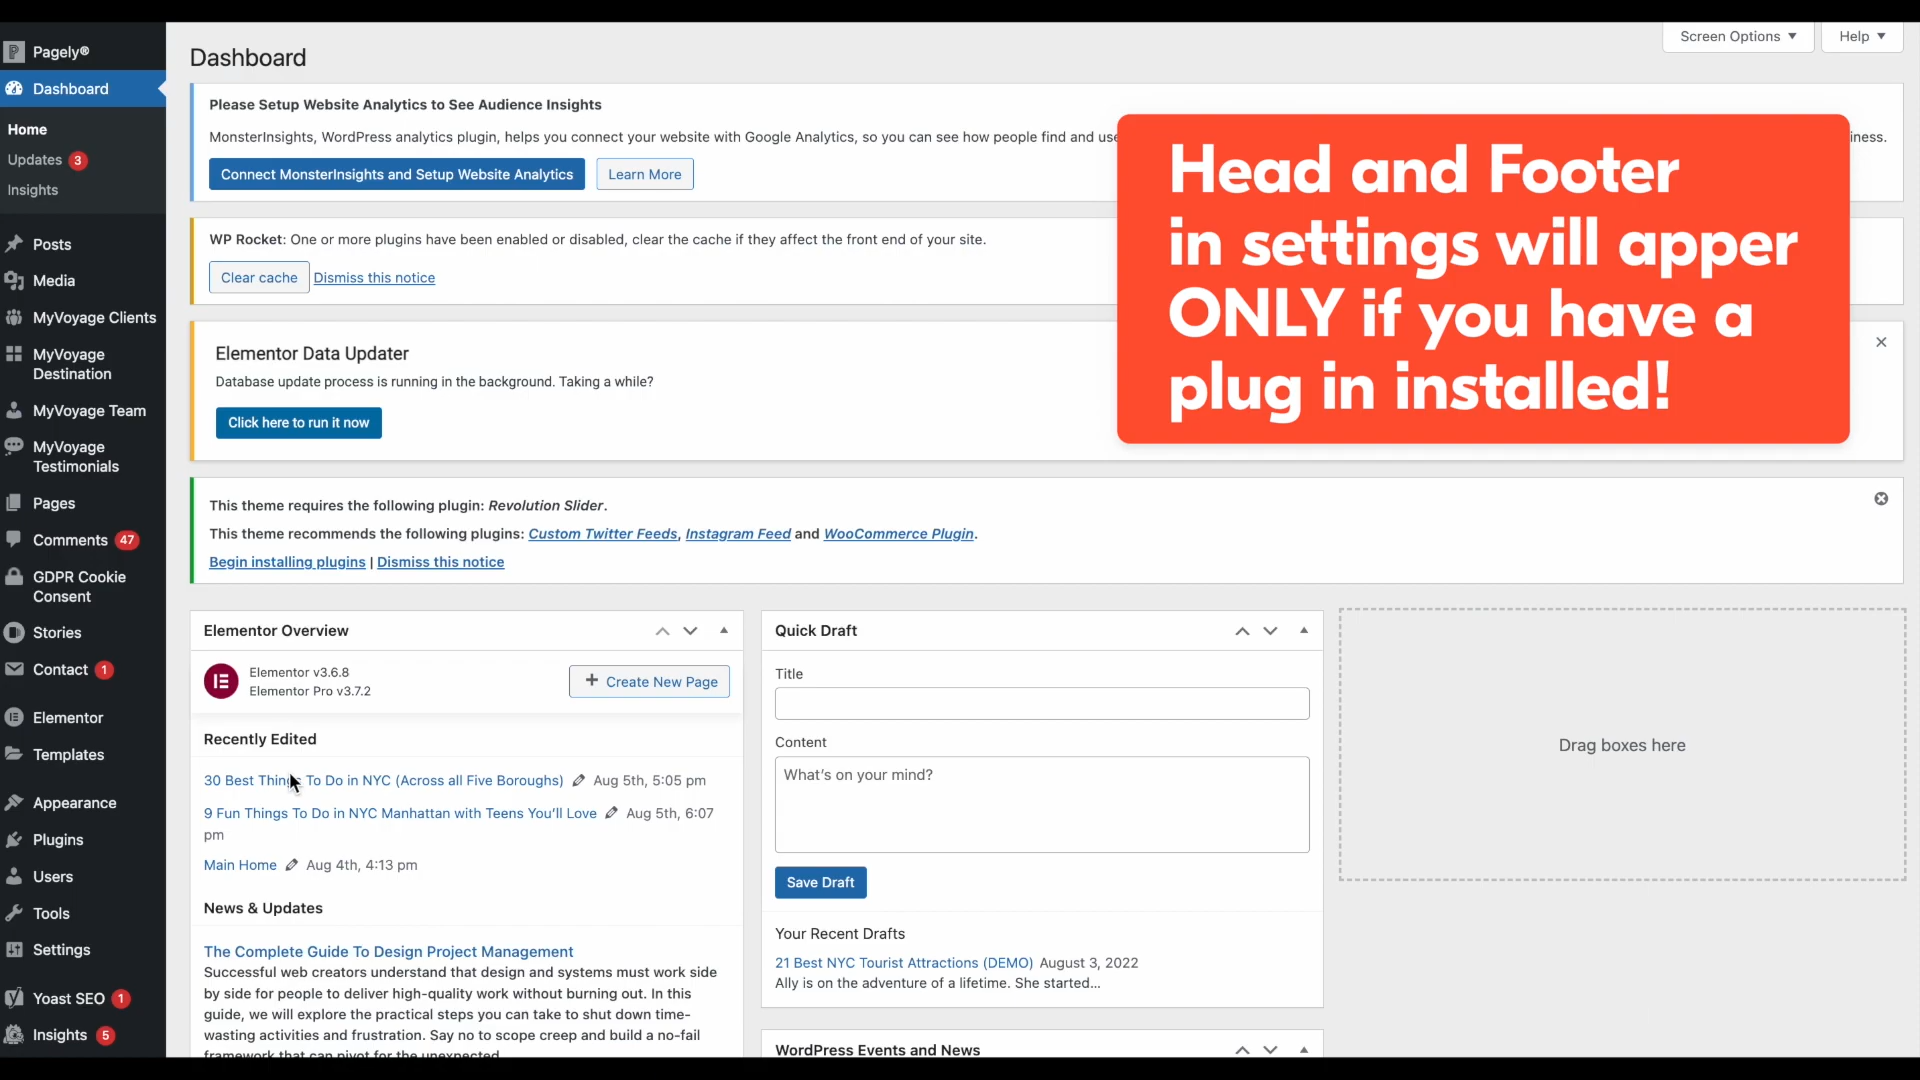 Pagely®
Dashboard
Home
Updates 3
Insights
Posts
Media
MyVoyage Clients
MyVoyage
Destination
MyVoyage Team
MyVoyage
Testimonials
Pages
Comments 47
GDPR Cookie
Consent
Stories
Contact 1
Elementor
Templates
Appearance
Plugins
Users
Tools
Settings
Yoast SEO 1
Insights 5
Dashboard
Screen Options
Help
Please Setup Website Analytics to See Audience Insights
MonsterInsights, WordPress analytics plugin, helps you connect your website with Google Analytics, so you can see how people find and use
iness.
Connect MonsterInsights and Setup Website Analytics
Learn More
Head and Footer
in settings will apper
ONLY if you have a
plug in installed!
WP Rocket: One or more plugins have been enabled or disabled, clear the cache if they affect the front end of your site.
Clear cache
Dismiss this notice
Elementor Data Updater
Database update process is running in the background. Taking a while?
Click here to run it now
This theme requires the following plugin: Revolution Slider.
This theme recommends the following plugins: Custom Twitter Feeds, Instagram Feed and WooCommerce Plugin.
Begin installing plugins | Dismiss this notice
Elementor Overview
Elementor v3.6.8
Elementor Pro v3.7.2
+ Create New Page
Recently Edited
30 Best Things To Do in NYC (Across all Five Boroughs) Aug 5th, 5:05 pm
9 Fun Things To Do in NYC Manhattan with Teens You'll Love Aug 5th, 6:07
pm
Main Home Aug 4th, 4:13 pm
News & Updates
The Complete Guide To Design Project Management
Successful web creators understand that design and systems must work side
by side for people to deliver high-quality work without burning out. In this
guide, we will explore the practical steps you can take to shut down time-
wasting activities and frustration. Say no to scope creep and build a no-fail
framework that can pivot for the unexpected.
Quick Draft
Title
Content
What's on your mind?
Save Draft
Your Recent Drafts
21 Best NYC Tourist Attractions (DEMO) August 3, 2022
Ally is on the adventure of a lifetime. She started...
WordPress Events and News
Drag boxes here